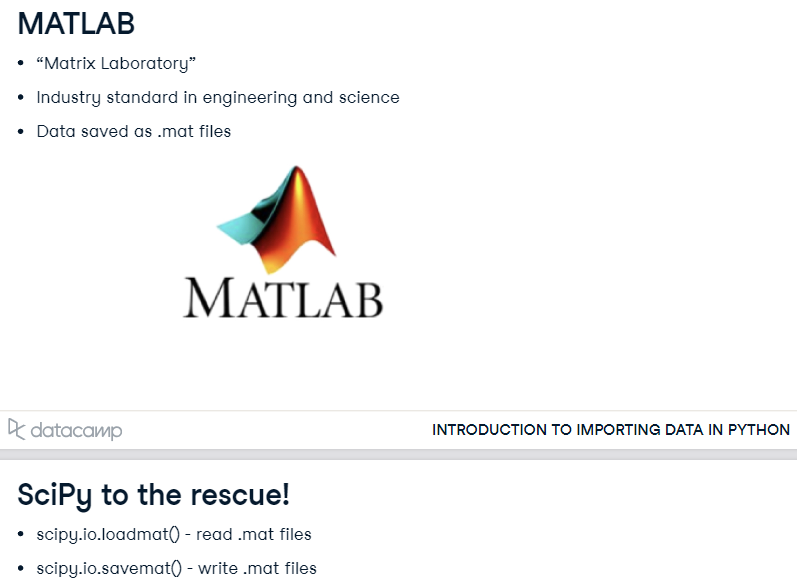 MATLAB
• “Matrix Laboratory”
• Industry standard in engineering and science
• Data saved as .mat files
MATLAB
datacamp
INTRODUCTION TO IMPORTING DATA IN PYTHON
SciPy to the rescue!
• scipy.io.loadmat() - read .mat files
• scipy.io.savemat() - write .mat files